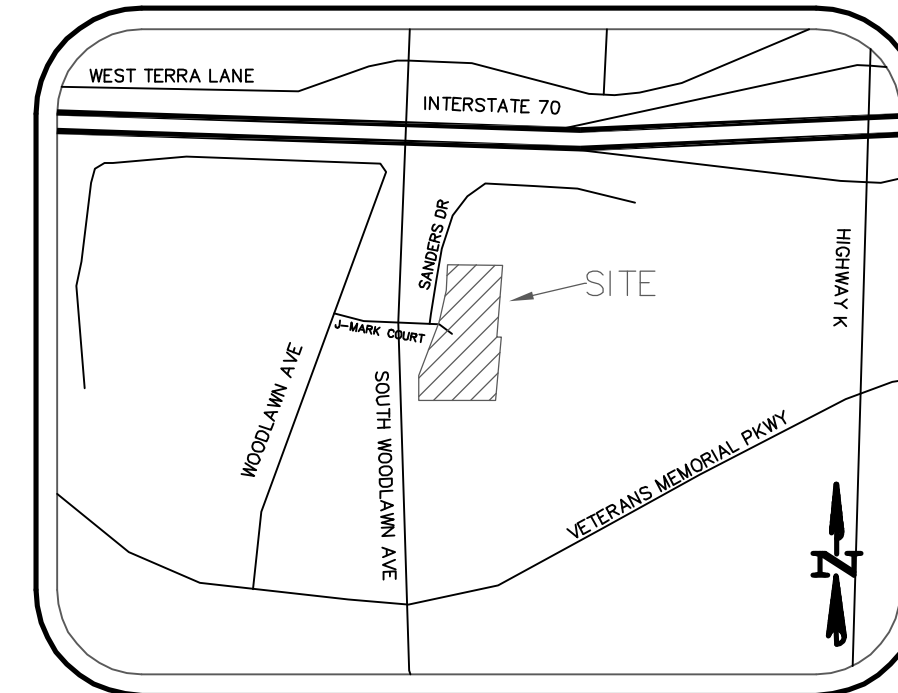 WEST TERRA LANE
INTERSTATE 70
SANDERS DR
HIGHWAY K
SITE
J-MARK COURT
WOODLAWN AVE
SOUTH WOODLAWN AVE
VETERANS MEMORIAL PKWY
N